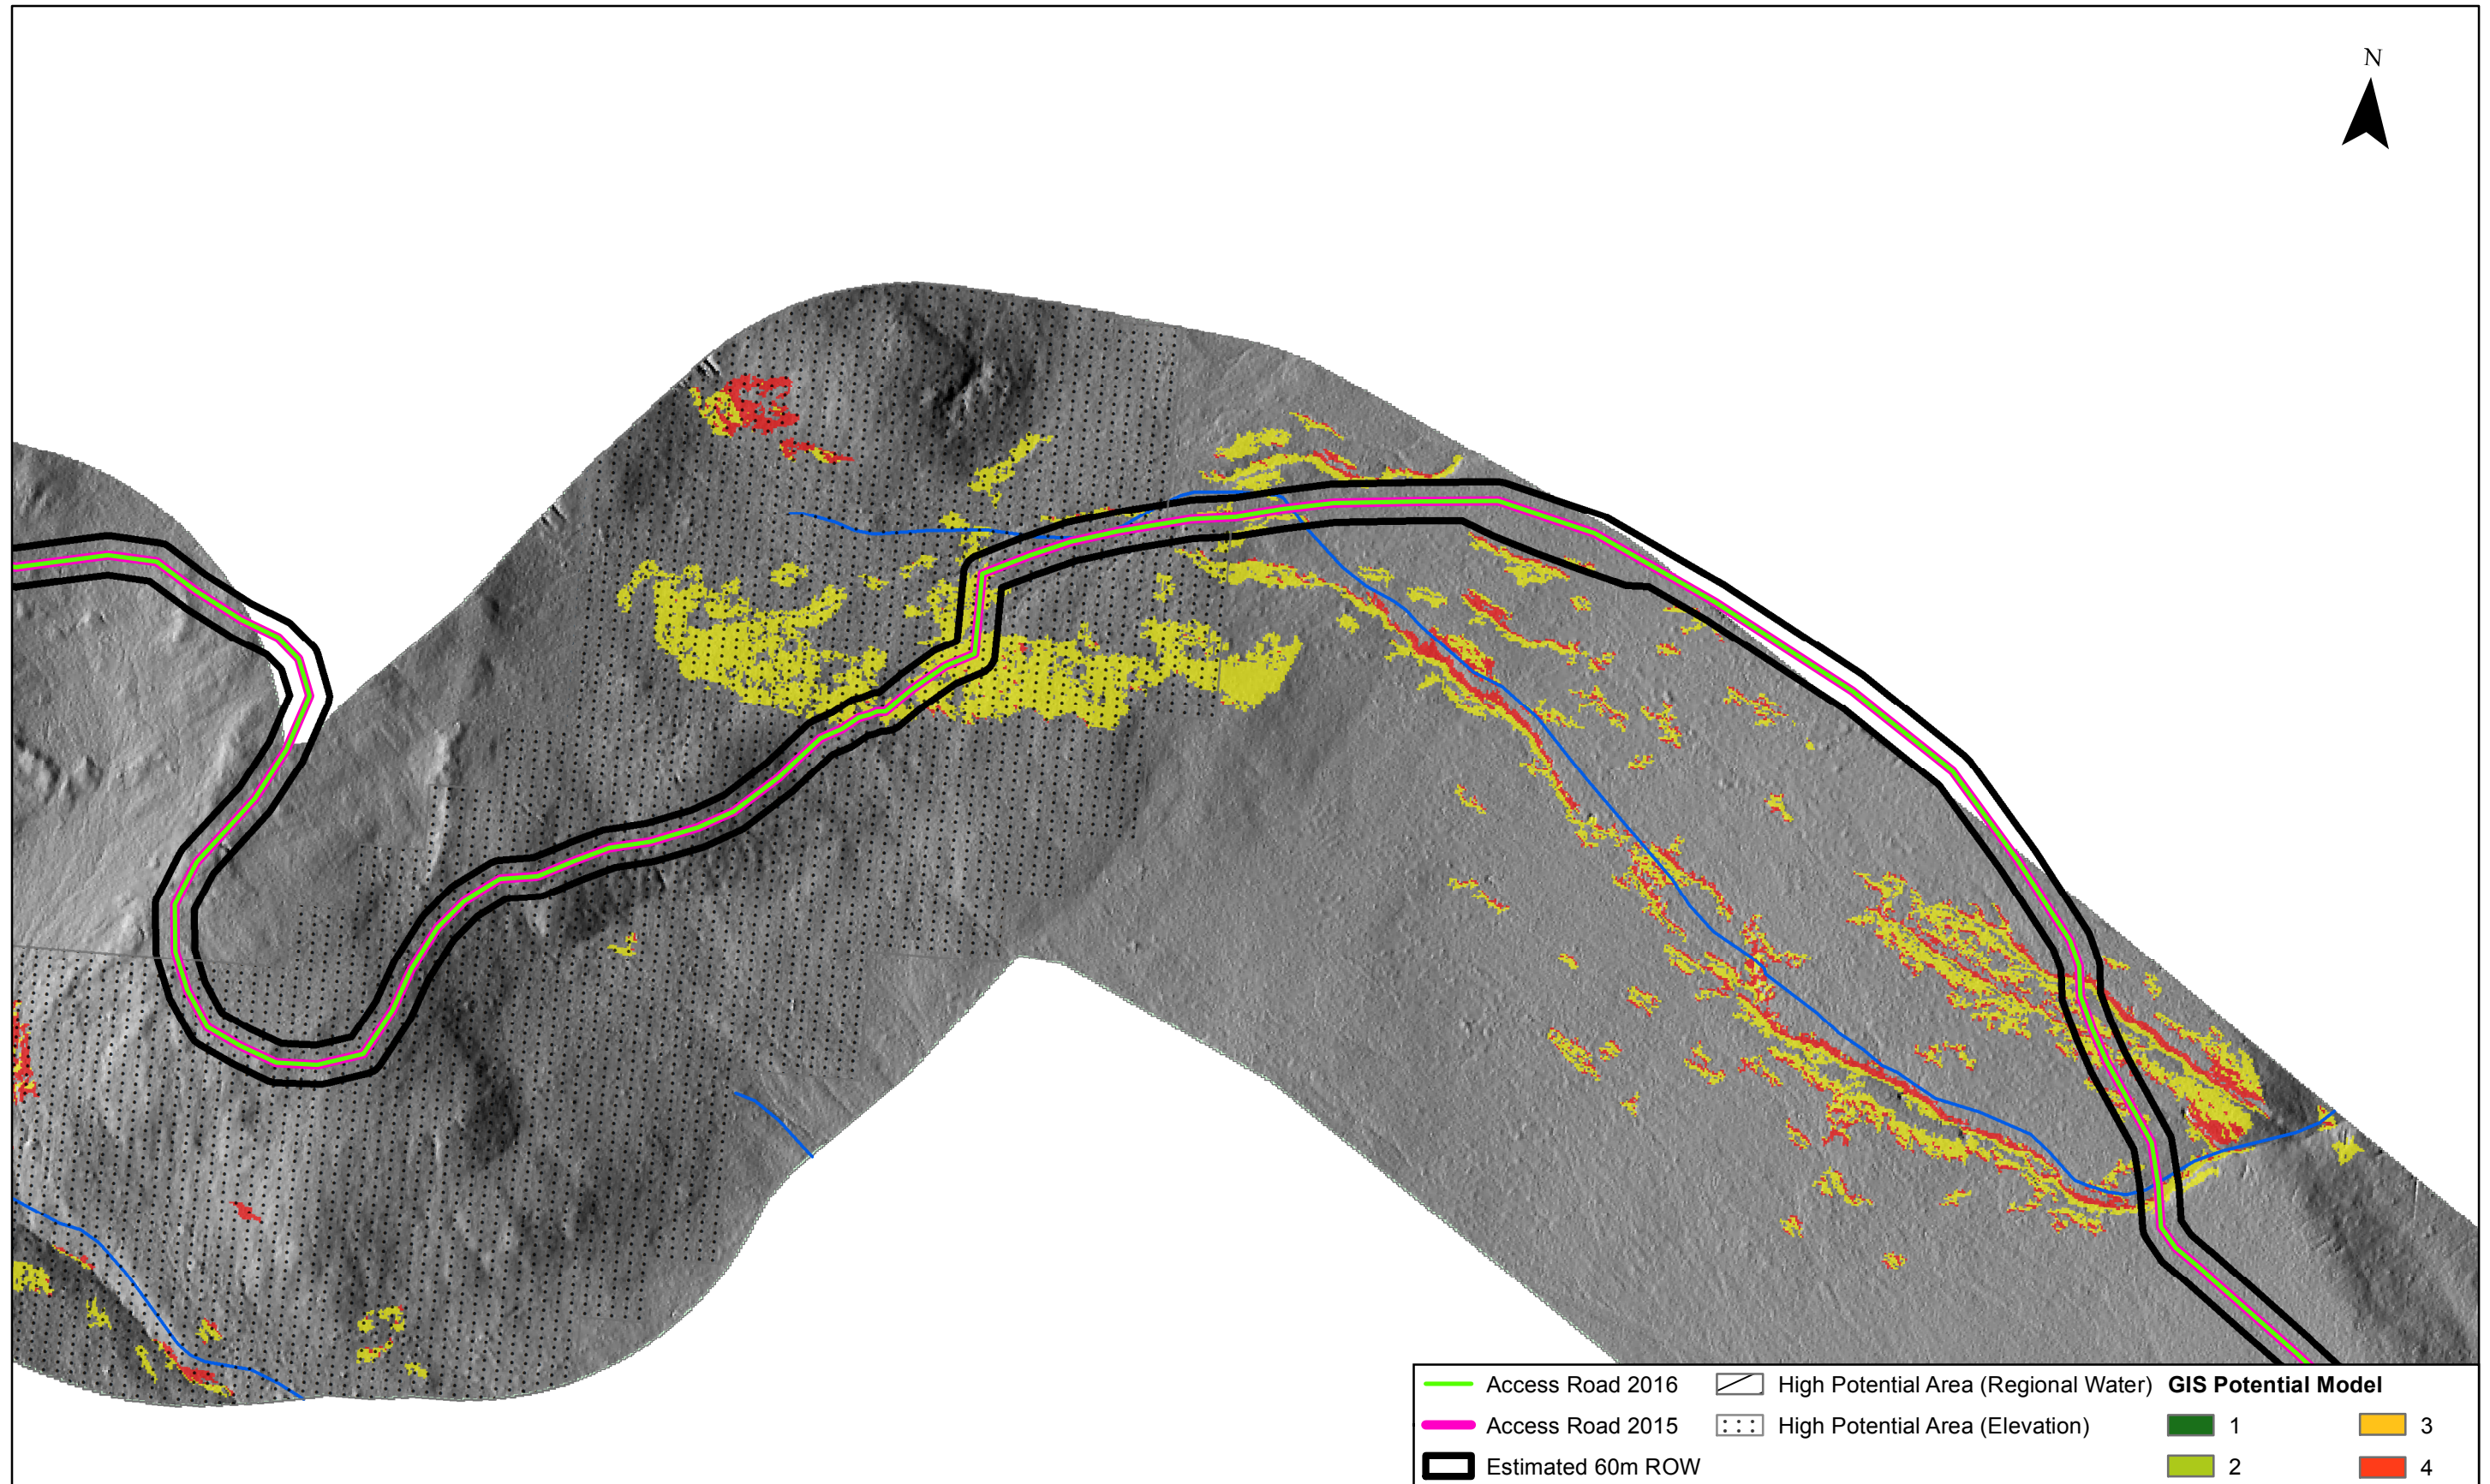 N
Access Road 2016
High Potential Area (Regional Water)
GIS Potential Model
Access Road 2015
High Potential Area (Elevation)
1
3
Estimated 60m ROW
2
4